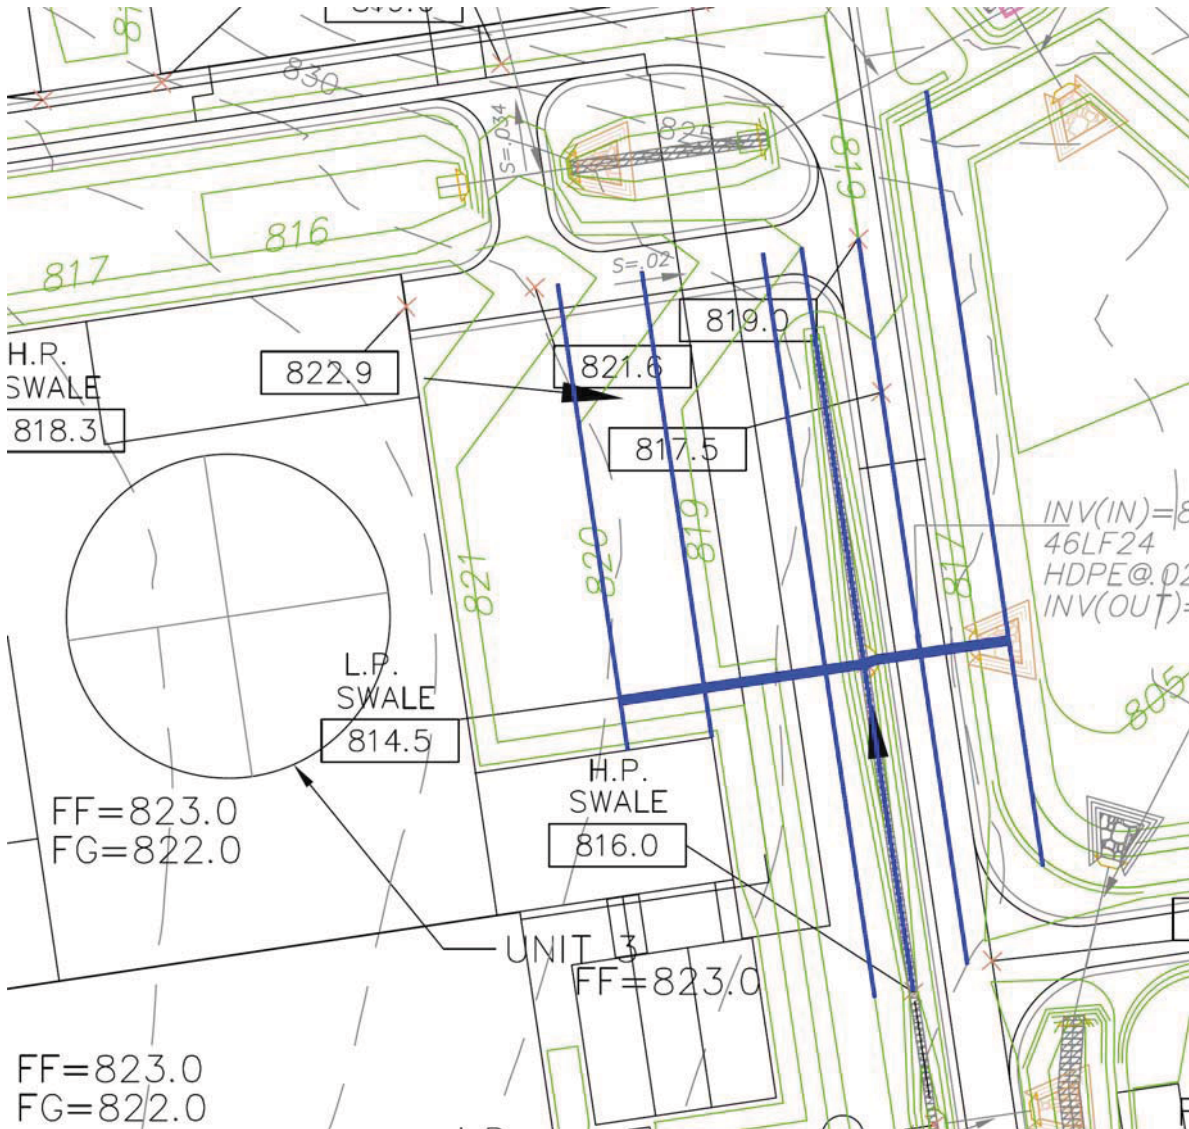 830
S=.034
825
819
816
817
S=.02
819.0
H.R.
SWALE
818.3
822.9
821.6
817.5
821
820
819
817
INV(IN)=8
46LF24
HDPE@.02
INV(OUT)=
L.P.
SWALE
814.5
805
H.P.
SWALE
816.0
FF=823.0
FG=822.0
UNIT 3
FF=823.0
FF=823.0
FG=822.0